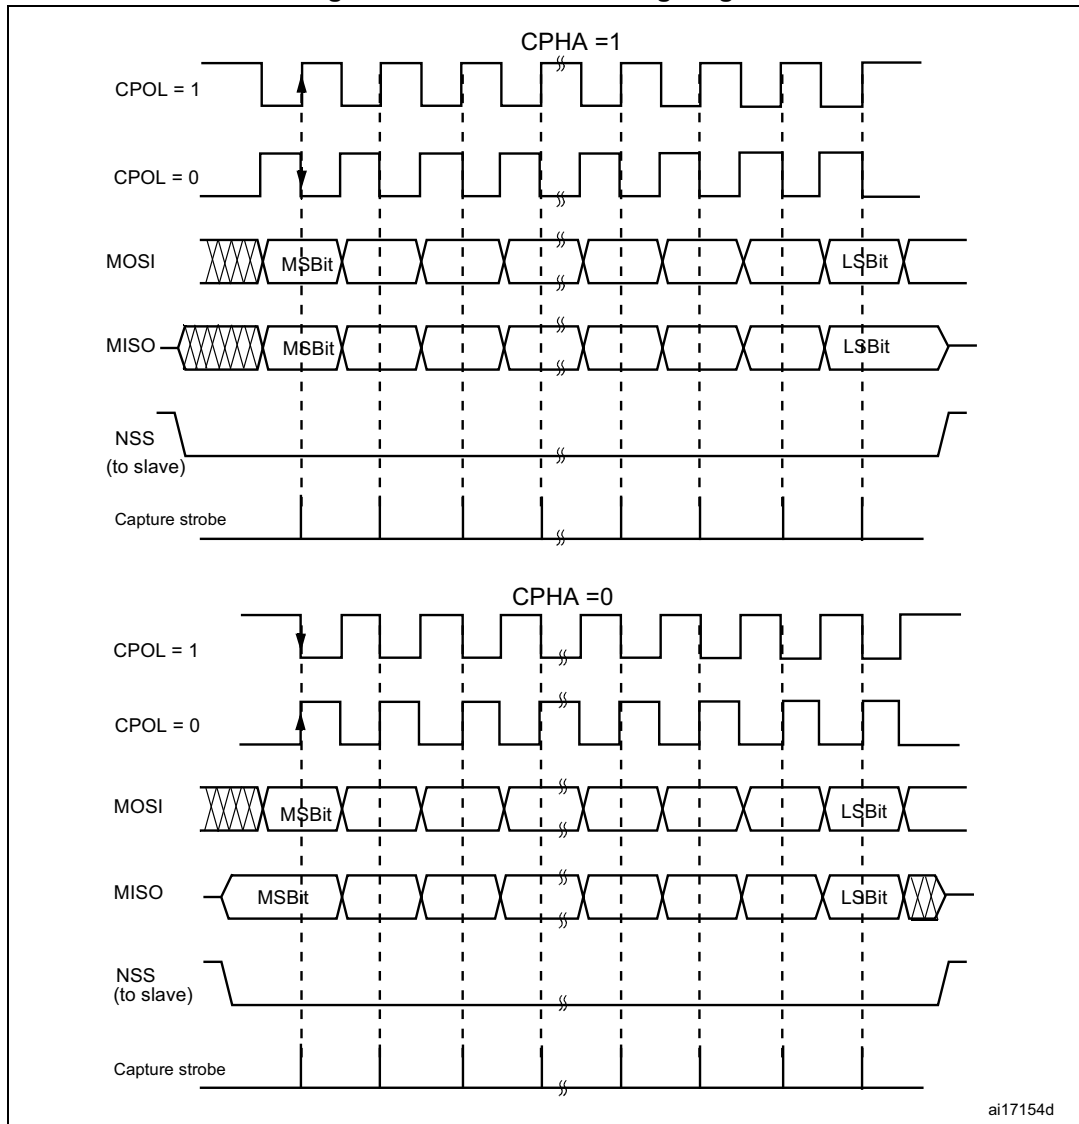 CPHA =1
CPOL = 1
CPOL = 0
MOSI MSBit LSBit
MISO MSBit LSBit
NSS
(to slave)
Capture strobe
CPHA =0
CPOL = 1
CPOL = 0
MOSI MSBit LSBit
MISO MSBit LSBit
NSS
(to slave)
Capture strobe
ai17154d